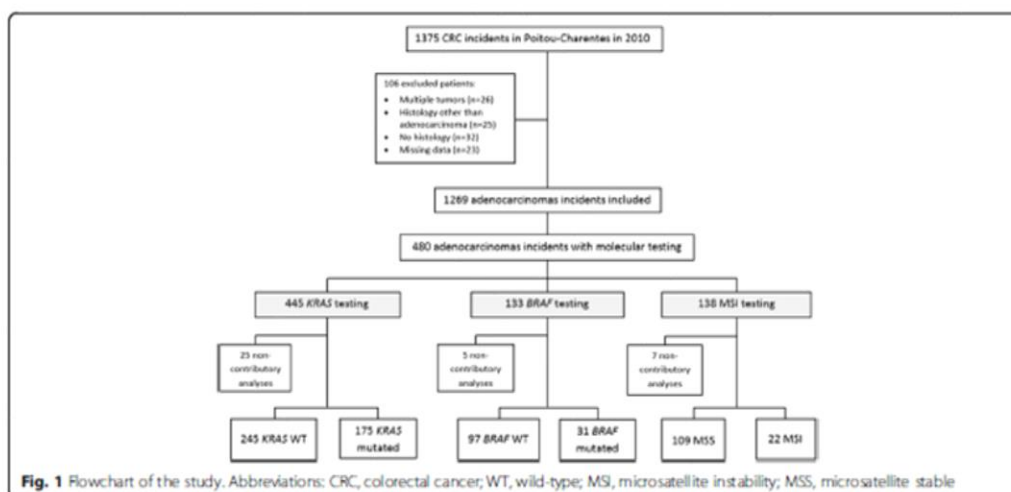 1375 CRC incidents in Poitou-Charentes in 2010
106 excluded patients:
• Multiple tumors (n=26)
• Histology other than
adenocarcinoma (n=25)
• No histology (n=32)
• Missing data (n=23)
1269 adenocarcinomas incidents included
480 adenocarcinomas incidents with molecular testing
445 KRAS testing
133 BRAF testing
138 MSI testing
25 non-
contributory
analyses
5 non-
contributory
analyses
7 non-
contributory
analyses
245 KRAS WT
175 KRAS
mutated
97 BRAF WT
31 BRAF
mutated
109 MSS
22 MSI
Fig. 1 Flowchart of the study. Abbreviations: CRC, colorectal cancer; WT, wild-type; MSI, microsatellite instability; MSS, microsatellite stable